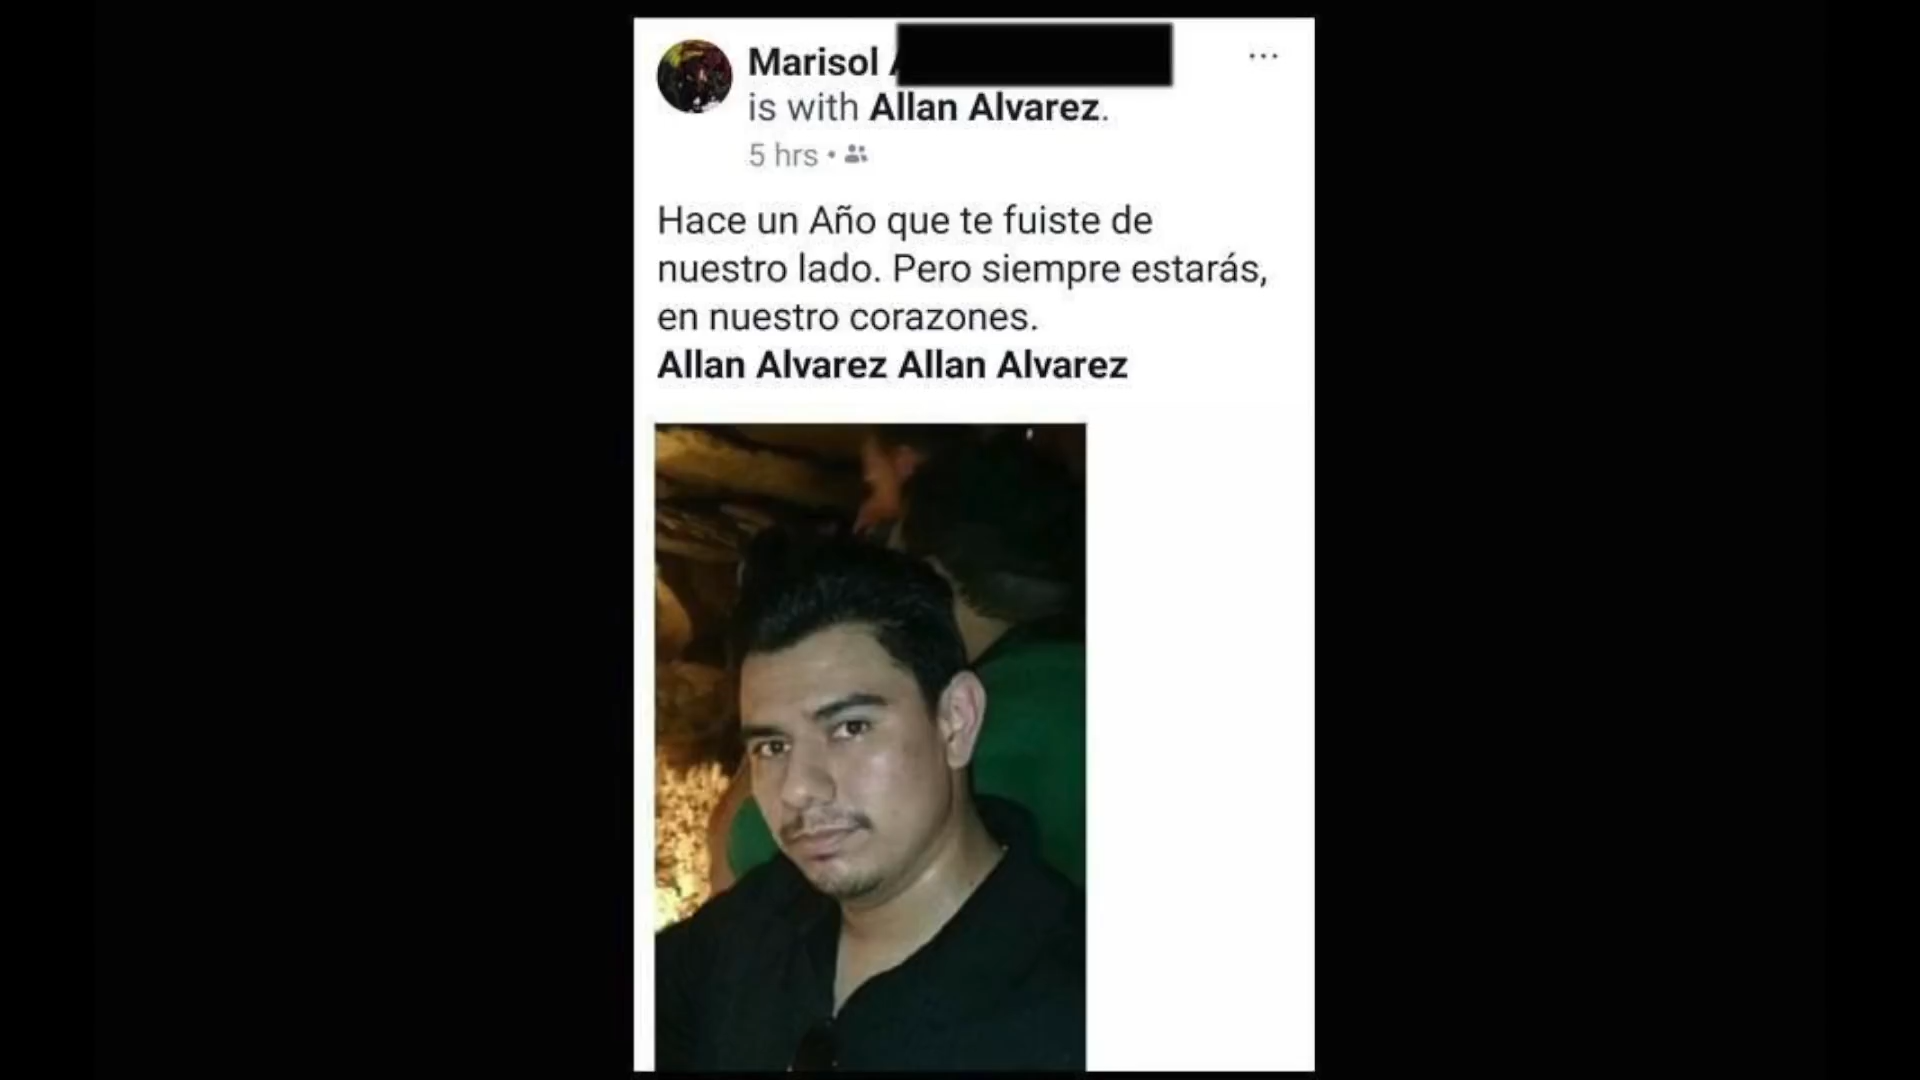 Marisol
is with Allan Alvarez.
5 hrs •
Hace un Año que te fuiste de
nuestro lado. Pero siempre estarás,
en nuestro corazones.
Allan Alvarez Allan Alvarez